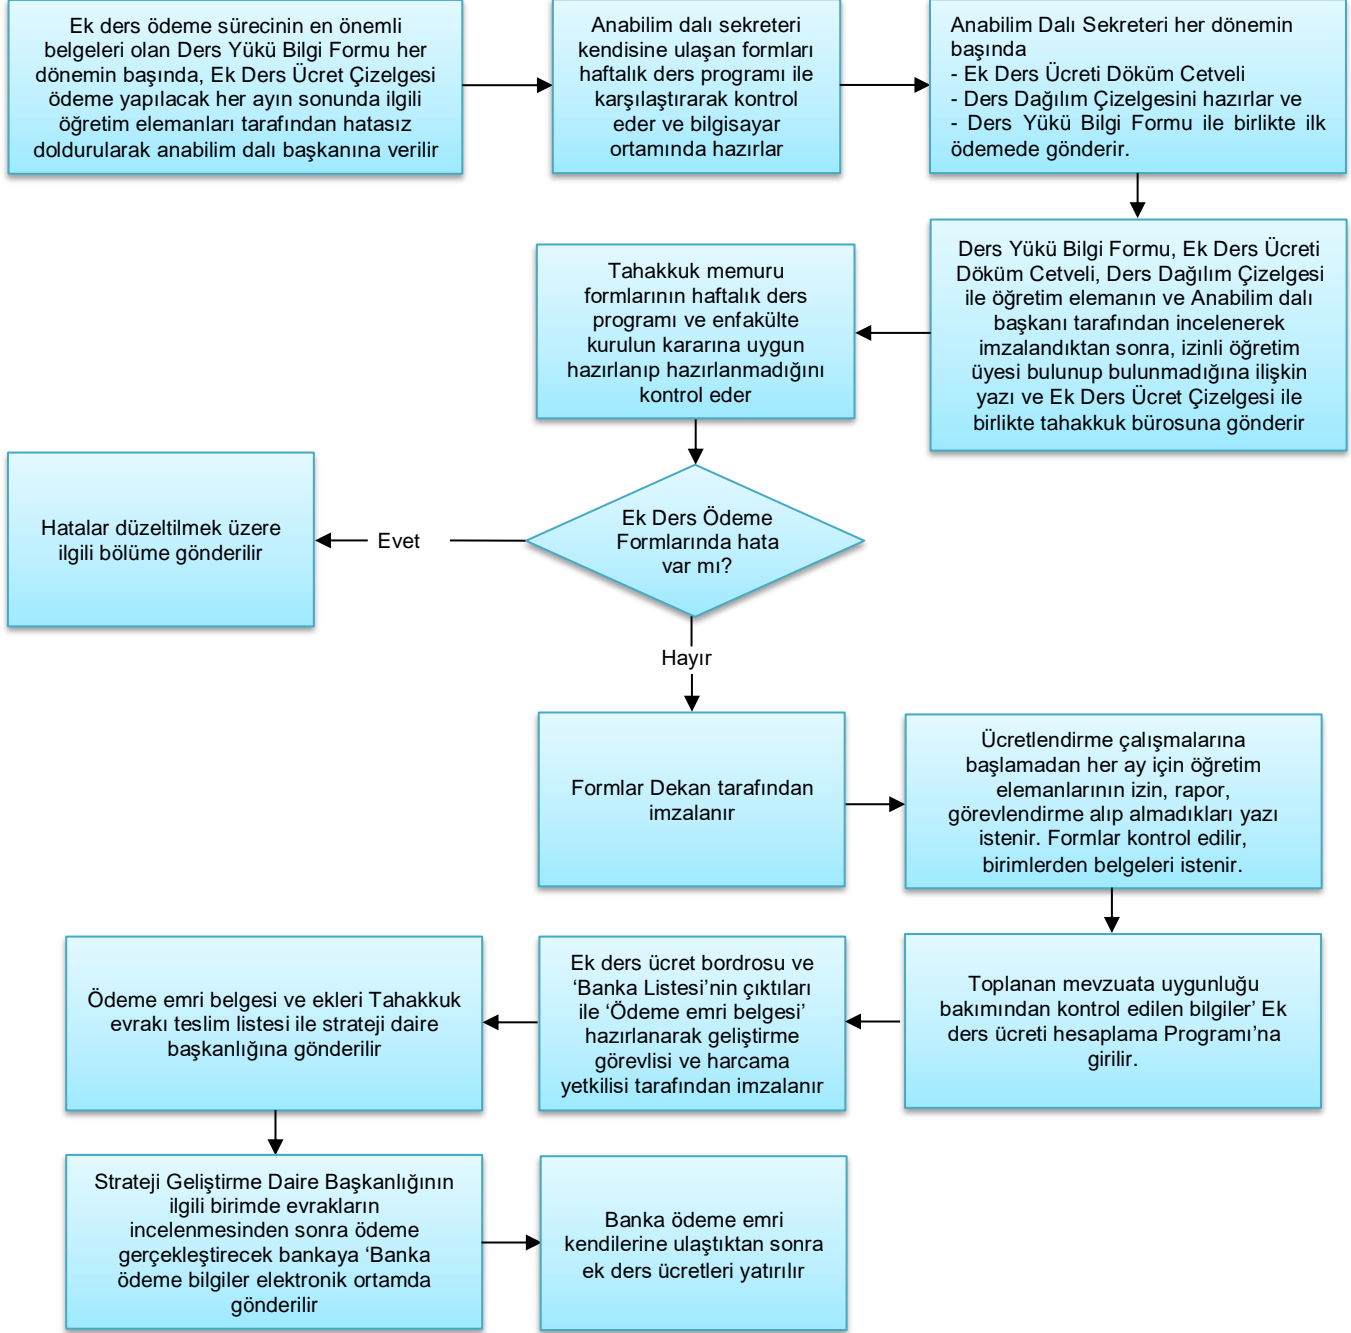 Ek ders ödeme sürecinin en önemli
belgeleri olan Ders Yükü Bilgi Formu her
dönemin başında, Ek Ders Ücret Çizelgesi
ödeme yapılacak her ayın sonunda ilgili
öğretim elemanları tarafından hatasız
doldurularak anabilim dalı başkanına verilir
Anabilim dalı sekreteri
kendisine ulaşan formları
haftalık ders programı ile
karşılaştırarak kontrol
eder ve bilgisayar
ortamında hazırlar
Anabilim Dalı Sekreteri her dönemin
başında
- Ek Ders Ücreti Döküm Cetveli
- Ders Dağılım Çizelgesini hazırlar ve
- Ders Yükü Bilgi Formu ile birlikte ilk
ödemede gönderir.
Ders Yükü Bilgi Formu, Ek Ders Ücreti
Döküm Cetveli, Ders Dağılım Çizelgesi
ile öğretim elemanın ve Anabilim dalı
başkanı tarafından incelenerek
imzalandıktan sonra, izinli öğretim
üyesi bulunup bulunmadığına ilişkin
yazı ve Ek Ders Ücret Çizelgesi ile
birlikte tahakkuk bürosuna gönderir
Tahakkuk memuru
formlarının haftalık ders
programı ve enfakülte
kurulun kararına uygun
hazırlanıp hazırlanmadığını
kontrol eder
Ek Ders Ödeme
Formlarında hata
var mı?
Evet
Hatalar düzeltilmek üzere
ilgili bölüme gönderilir
Hayır
Formlar Dekan tarafından
imzalanır
Ücretlendirme çalışmalarına
başlamadan her ay için öğretim
elemanlarının izin, rapor,
görevlendirme alıp almadıkları yazı
istenir. Formlar kontrol edilir,
birimlerden belgeleri istenir.
Toplanan mevzuata uygunluğu
bakımından kontrol edilen bilgiler’ Ek
ders ücreti hesaplama Programı’na
girilir.
Ek ders ücret bordrosu ve
‘Banka Listesi’nin çıktıları
ile ‘Ödeme emri belgesi’
hazırlanarak geliştirme
görevlisi ve harcama
yetkilisi tarafından imzalanır
Ödeme emri belgesi ve ekleri Tahakkuk
evrakı teslim listesi ile strateji daire
başkanlığına gönderilir
Strateji Geliştirme Daire Başkanlığının
ilgili birimde evrakların
incelenmesinden sonra ödeme
gerçekleştirecek bankaya ‘Banka
ödeme bilgiler elektronik ortamda
gönderilir
Banka ödeme emri
kendilerine ulaştıktan sonra
ek ders ücretleri yatırılır